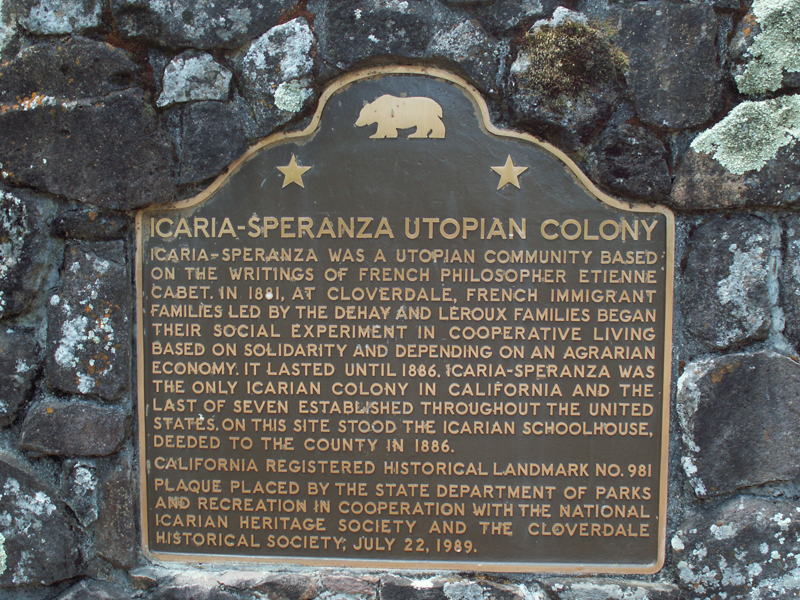 ICARIA-SPERANZA UTOPIAN COLONY
ICARIA-SPERANZA WAS A UTOPIAN COMMUNITY BASED
ON THE WRITINGS OF FRENCH PHILOSOPHER ETIENNE
CABET. IN 1881, AT CLOVERDALE, FRENCH IMMIGRANT
FAMILIES LED BY THE DEHAY AND LEROUX FAMILIES BEGAN
THEIR SOCIAL EXPERIMENT IN COOPERATIVE LIVING
BASED ON SOLIDARITY AND DEPENDING ON AN AGRARIAN
ECONOMY. IT LASTED UNTIL 1886. ICARIA-SPERANZA WAS
THE ONLY ICARIAN COLONY IN CALIFORNIA AND THE
LAST OF SEVEN ESTABLISHED THROUGHOUT THE UNITED
STATES. ON THIS SITE STOOD THE ICARIAN SCHOOLHOUSE,
DEEDED TO THE COUNTY IN 1886.
CALIFORNIA REGISTERED HISTORICAL LANDMARK NO. 981
PLAQUE PLACED BY THE STATE DEPARTMENT OF PARKS
AND RECREATION IN COOPERATION WITH THE NATIONAL
ICARIAN HERITAGE SOCIETY AND THE CLOVERDALE
HISTORICAL SOCIETY, JULY 22, 1989.